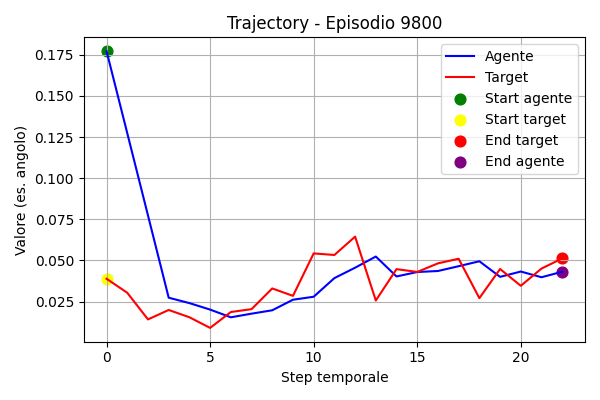 Trajectory - Episodio 9800
Valore (es. angolo)
0.175
0.150
0.125
0.100
0.075
0.050
0.025
Agente
Target
Start agente
Start target
End target
End agente
0 5 10 15 20
Step temporale